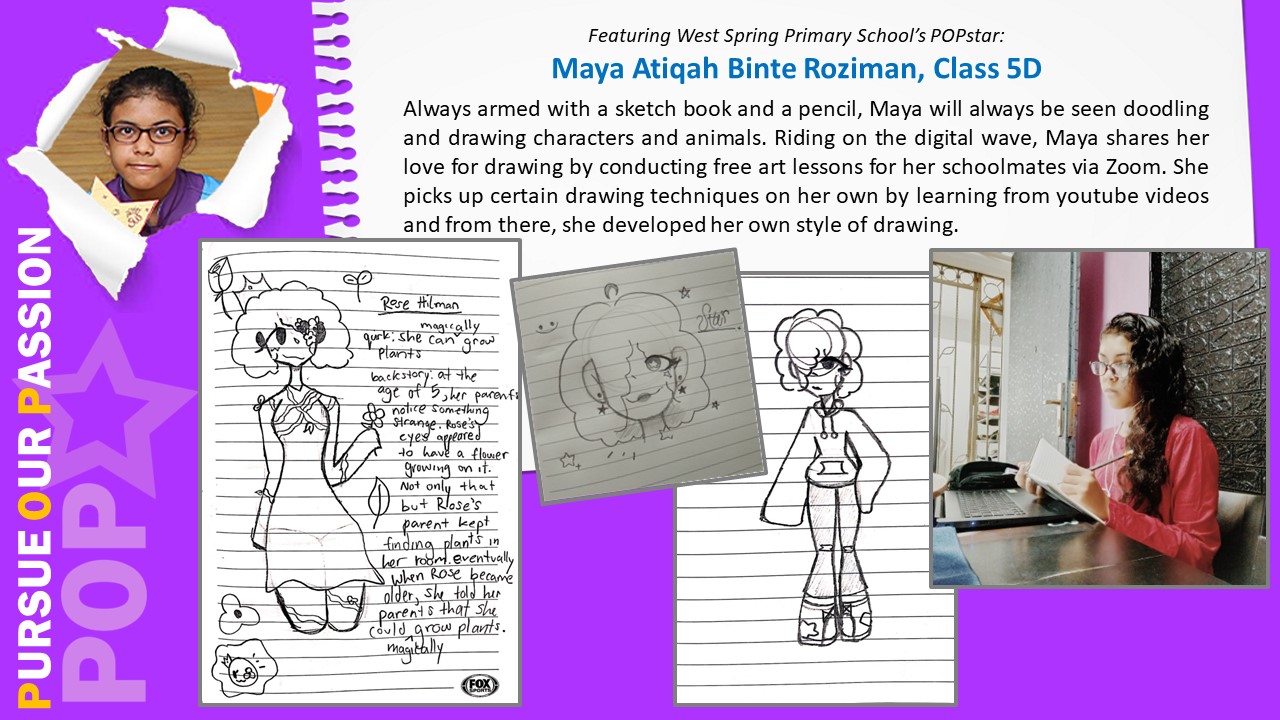 Featuring West Spring Primary School's POPstar:
Maya Atiqah Binte Roziman, Class 5D
Always armed with a sketch book and a pencil, Maya will always be seen doodling
and drawing characters and animals. Riding on the digital wave, Maya shares her
love for drawing by conducting free art lessons for her schoolmates via Zoom. She
picks up certain drawing techniques on her own by learning from youtube videos
and from there, she developed her own style of drawing.
PURSUE OUR PASSION
POP
Rose Hilman
magically
qurk: she can grow
plants
backstory: at the
age of 5, her parents
notice something
strange. Rose's
eyes appeared
to have a flower
growing on it.
Not only that
but Rose's
parent kept
finding plants in
her room. eventually
when Rose became
older, she told her
parents that she
could grow plants.
magically
FOX
SPORTS
Star